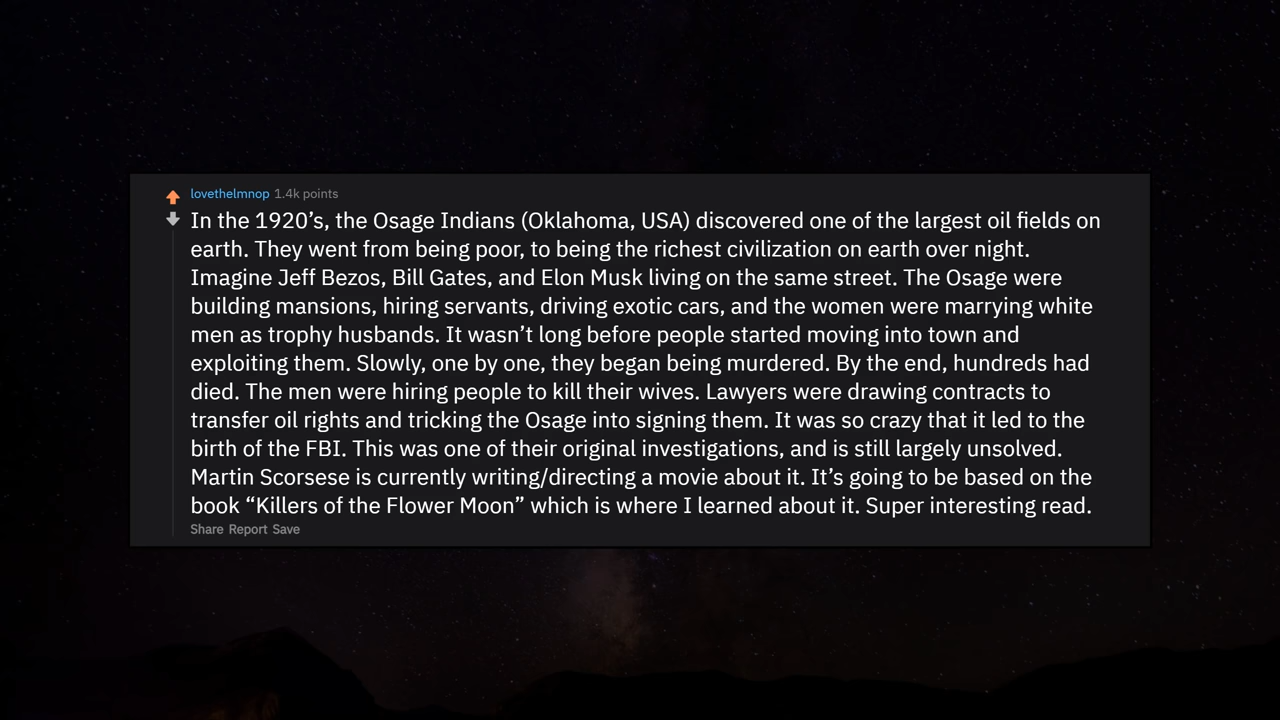 lovethelmnop 1.4k points
In the 1920’s, the Osage Indians (Oklahoma, USA) discovered one of the largest oil fields on
earth. They went from being poor, to being the richest civilization on earth over night.
Imagine Jeff Bezos, Bill Gates, and Elon Musk living on the same street. The Osage were
building mansions, hiring servants, driving exotic cars, and the women were marrying white
men as trophy husbands. It wasn’t long before people started moving into town and
exploiting them. Slowly, one by one, they began being murdered. By the end, hundreds had
died. The men were hiring people to kill their wives. Lawyers were drawing contracts to
transfer oil rights and tricking the Osage into signing them. It was so crazy that it led to the
birth of the FBI. This was one of their original investigations, and is still largely unsolved.
Martin Scorsese is currently writing/directing a movie about it. It’s going to be based on the
book “Killers of the Flower Moon” which is where I learned about it. Super interesting read.
Share Report Save